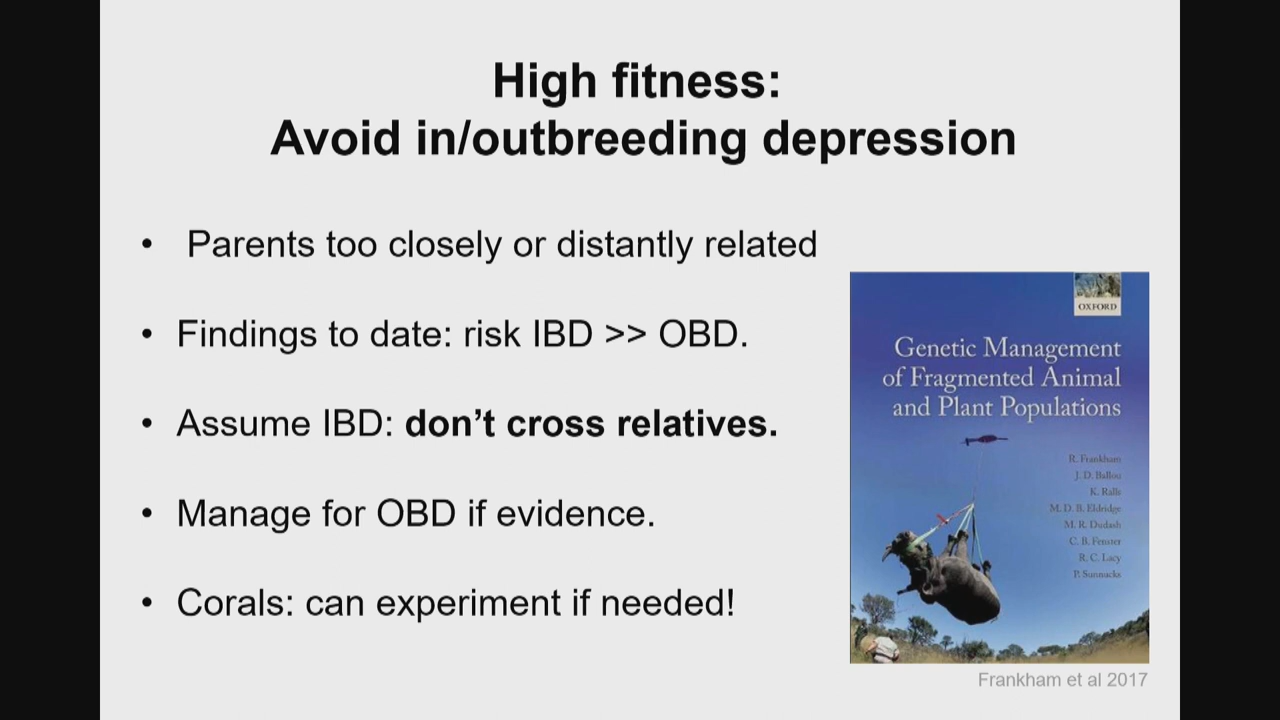 High fitness:
Avoid in/outbreeding depression
• Parents too closely or distantly related
• Findings to date: risk IBD >> OBD.
• Assume IBD: don’t cross relatives.
• Manage for OBD if evidence.
• Corals: can experiment if needed!
OXFORD
Genetic Management
of Fragmented Animal
and Plant Populations
R. Frankham
J. D. Ballou
K. Ralls
M. D. B. Eldridge
M. R. Dudash
C. B. Fenster
R. C. Lacy
P. Sunnucks
Frankham et al 2017